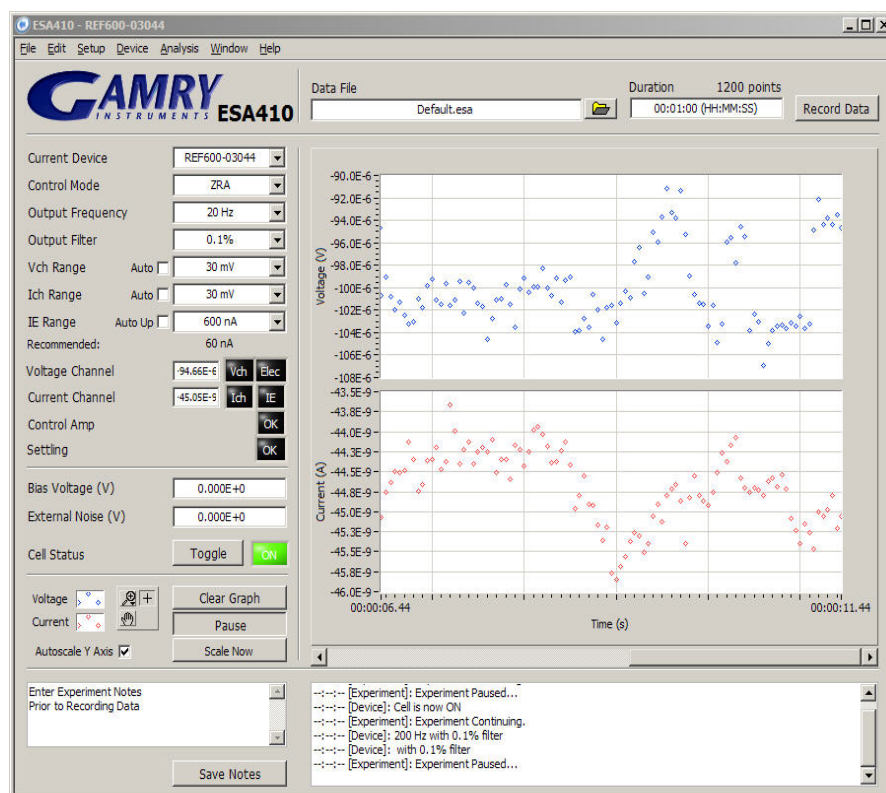 ESA410 - REF600-03044
File Edit Setup Device Analysis Window Help
GAMRY
INSTRUMENTS ESA410
Data File
Default.esa
Duration 1200 points
00:01:00 (HH:MM:SS)
Record Data
Current Device REF600-03044
Control Mode ZRA
Output Frequency 20 Hz
Output Filter 0.1%
Vch Range Auto 30 mV
Ich Range Auto 30 mV
IE Range Auto Up 600 nA
Recommended: 60 nA
Voltage Channel -94.66E-6 Vch Elec
Current Channel -45.05E-9 Ich IE
Control Amp OK
Settling OK
Bias Voltage (V) 0.000E+0
External Noise (V) 0.000E+0
Cell Status Toggle ON
Voltage
Current
Clear Graph
Pause
Autoscale Y Axis
Scale Now
Voltage (V)
-90.0E-6
-92.0E-6
-94.0E-6
-96.0E-6
-98.0E-6
-100E-6
-102E-6
-104E-6
-106E-6
-108E-6
Current (A)
-43.5E-9
-43.8E-9
-44.0E-9
-44.3E-9
-44.5E-9
-44.8E-9
-45.0E-9
-45.3E-9
-45.5E-9
-45.8E-9
-46.0E-9
00:00:06.44 00:00:11.44
Time (s)
Enter Experiment Notes
Prior to Recording Data
Save Notes
--:--:-- [Experiment]: Experiment Paused...
--:--:-- [Device]: Cell is now ON
--:--:-- [Experiment]: Experiment Continuing.
--:--:-- [Device]: 200 Hz with 0.1% filter
--:--:-- [Device]: with 0.1% filter
--:--:-- [Experiment]: Experiment Paused...